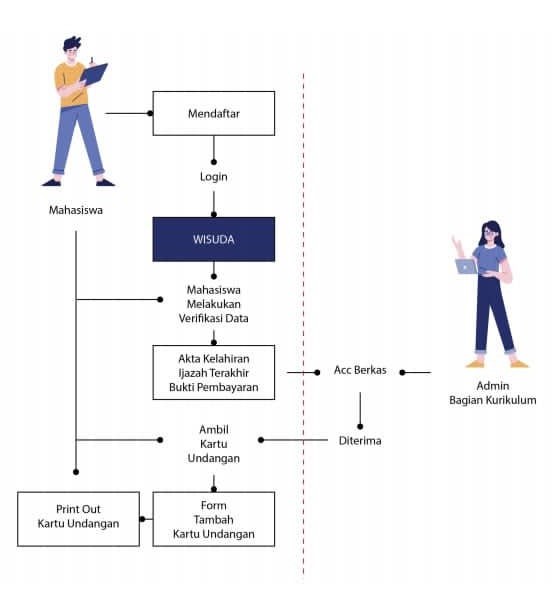 Mendaftar
Login
Mahasiswa
WISUDA
Mahasiswa
Melakukan
Verifikasi Data
Akta Kelahiran
Ijazah Terakhir
Bukti Pembayaran
Acc Berkas
Admin
Bagian Kurikulum
Ambil
Kartu
Undangan
Diterima
Print Out
Kartu Undangan
Form
Tambah
Kartu Undangan